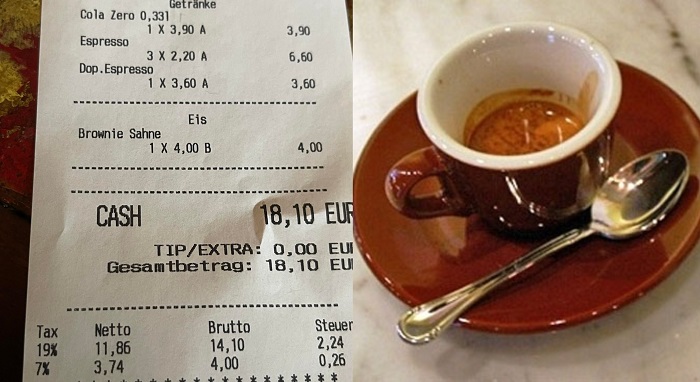 Getränke
Cola Zero 0,33l
1 X 3,90 A 3,90
Espresso
3 X 2,20 A 6,60
Dop.Espresso
1 X 3,60 A 3,60
Eis
Brownie Sahne
1 X 4,00 B 4,00
CASH 18,10 EUR
TIP/EXTRA: 0,00 EU
Gesamtbetrag: 18,10 EU
Tax Netto Brutto Steuer
19% 11,86 14,10 2,24
7% 3,74 4,00 0,26